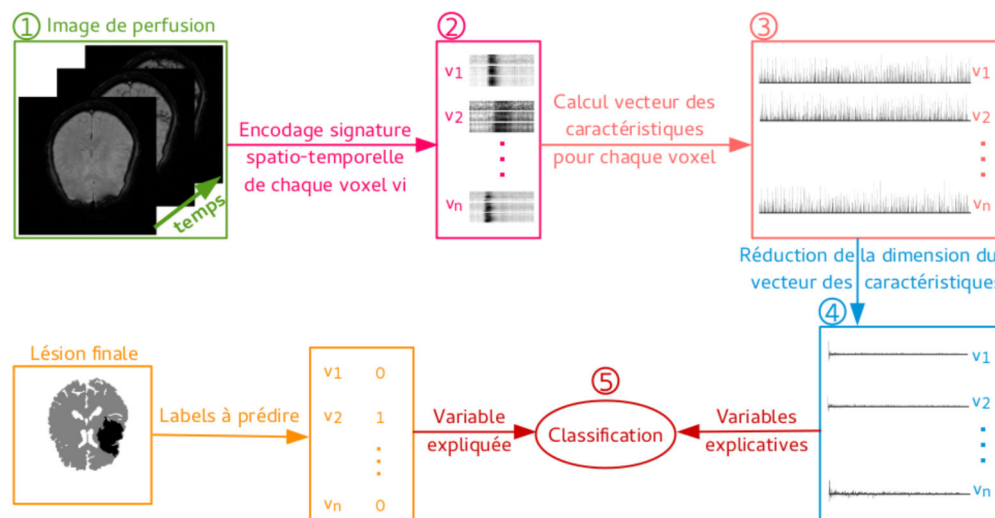 ① Image de perfusion
temps
Encodage signature
spatio-temporelle
de chaque voxel vi
②
v1
v2
vn
Calcul vecteur des
caractéristiques
pour chaque voxel
③
v1
v2
vn
Réduction de la dimension du
vecteur des caractéristiques
④
v1
v2
vn
Variables
explicatives
⑤
Classification
Variable
expliquée
Lésion finale
Labels à prédire
v1 0
v2 1
vn 0